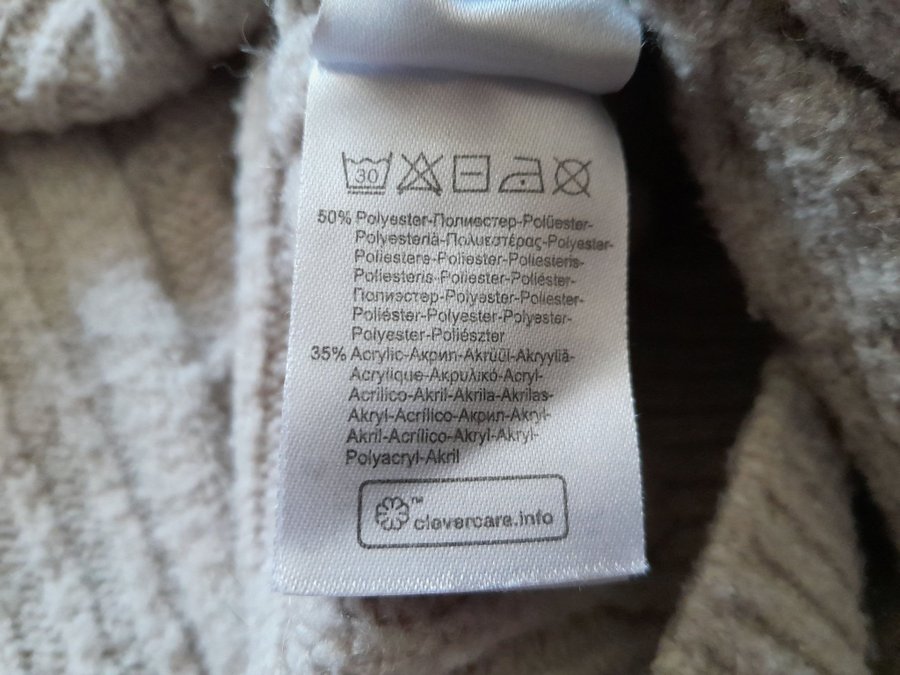 30
50% Polyester-Полиестер-Polüester-
Polyesteriä-Πολυεστέρας-Polyester-
Poliestere-Poliester-Poliesteris-
Poliesteris-Poliester-Poliéster-
Полиэстер-Polyester-Poliester-
Poliéster-Polyester-Polyester-
Polyester-Poliészter
35% Acrylic-Акрил-Akrüül-Akryyliä-
Acrylique-Ακρυλικό-Acryl-
Acrilico-Akril-Akrila-Akrilas-
Akryl-Acrílico-Акрил-Akryl-
Akril-Acrílico-Akryl-Akryl-
Polyacryl-Akril
™
clevercare.info